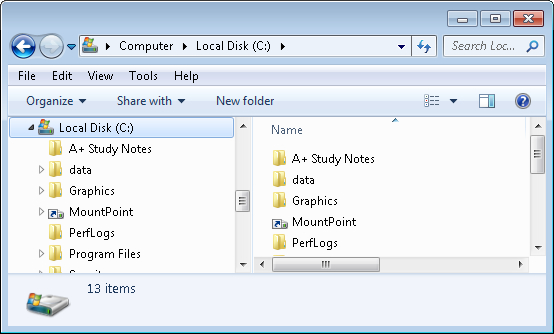 Computer Local Disk (C:) Search Loc...
File Edit View Tools Help
Organize Share with New folder
Local Disk (C:)
A+ Study Notes
data
Graphics
MountPoint
PerfLogs
Program Files
Name
A+ Study Notes
data
Graphics
MountPoint
PerfLogs
13 items